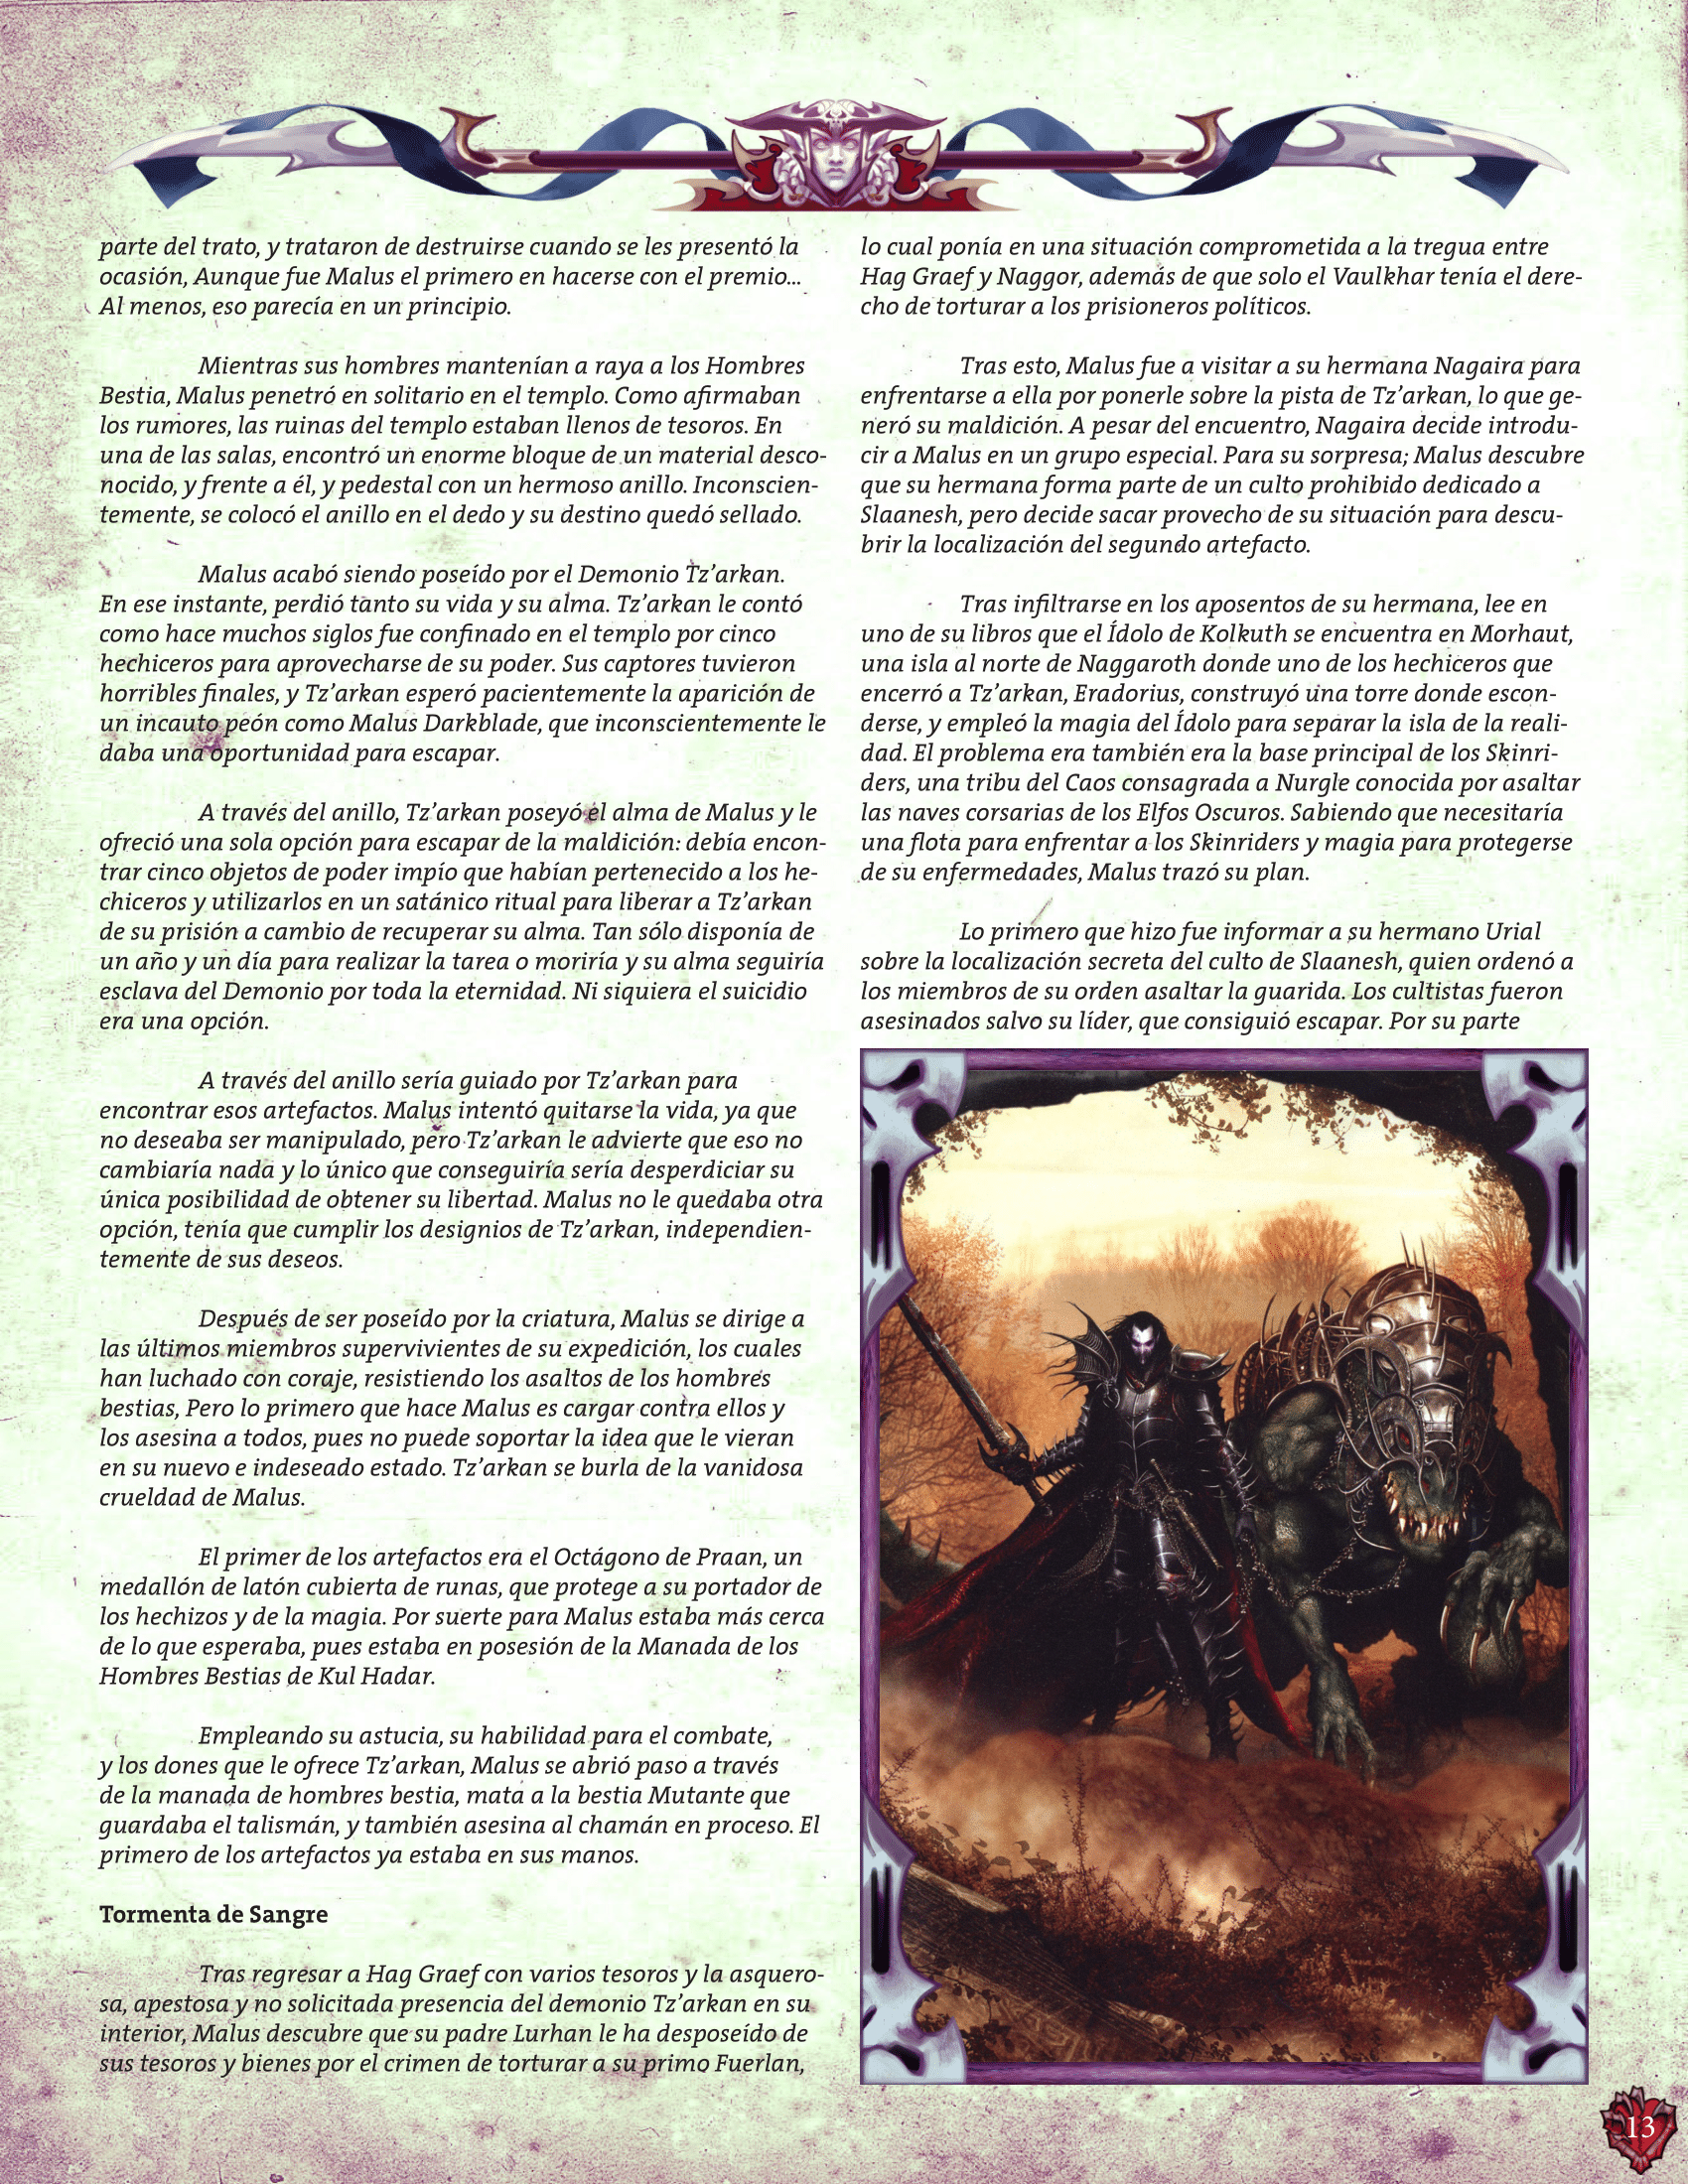 parte del trato, y trataron de destruirse cuando se les presentó la
ocasión, Aunque fue Malus el primero en hacerse con el premio...
Al menos, eso parecía en un principio.
Mientras sus hombres mantenían a raya a los Hombres
Bestia, Malus penetró en solitario en el templo. Como afirmaban
los rumores, las ruinas del templo estaban llenos de tesoros. En
una de las salas, encontró un enorme bloque de un material desco-
nocido, y frente a él, y pedestal con un hermoso anillo. Inconscien-
temente, se colocó el anillo en el dedo y su destino quedó sellado.
Malus acabó siendo poseído por el Demonio Tz’arkan.
En ese instante, perdió tanto su vida y su alma. Tz’arkan le contó
como hace muchos siglos fue confinado en el templo por cinco
hechiceros para aprovecharse de su poder. Sus captores tuvieron
horribles finales, y Tz’arkan esperó pacientemente la aparición de
un incauto peón como Malus Darkblade, que inconscientemente le
daba una oportunidad para escapar.
A través del anillo, Tz’arkan poseyó el alma de Malus y le
ofreció una sola opción para escapar de la maldición: debía encon-
trar cinco objetos de poder impío que habían pertenecido a los he-
chiceros y utilizarlos en un satánico ritual para liberar a Tz’arkan
de su prisión a cambio de recuperar su alma. Tan sólo disponía de
un año y un día para realizar la tarea o moriría y su alma seguiría
esclava del Demonio por toda la eternidad. Ni siquiera el suicidio
era una opción.
A través del anillo sería guiado por Tz’arkan para
encontrar esos artefactos. Malus intentó quitarse la vida, ya que
no deseaba ser manipulado, pero Tz’arkan le advierte que eso no
cambiaría nada y lo único que conseguiría sería desperdiciar su
única posibilidad de obtener su libertad. Malus no le quedaba otra
opción, tenía que cumplir los designios de Tz’arkan, independien-
temente de sus deseos.
Después de ser poseído por la criatura, Malus se dirige a
las últimos miembros supervivientes de su expedición, los cuales
han luchado con coraje, resistiendo los asaltos de los hombres
bestias, Pero lo primero que hace Malus es cargar contra ellos y
los asesina a todos, pues no puede soportar la idea que le vieran
en su nuevo e indeseado estado. Tz’arkan se burla de la vanidosa
crueldad de Malus.
El primer de los artefactos era el Octágono de Praan, un
medallón de latón cubierta de runas, que protege a su portador de
los hechizos y de la magia. Por suerte para Malus estaba más cerca
de lo que esperaba, pues estaba en posesión de la Manada de los
Hombres Bestias de Kul Hadar.
Empleando su astucia, su habilidad para el combate,
y los dones que le ofrece Tz’arkan, Malus se abrió paso a través
de la manada de hombres bestia, mata a la bestia Mutante que
guardaba el talismán, y también asesina al chamán en proceso. El
primero de los artefactos ya estaba en sus manos.
Tormenta de Sangre
Tras regresar a Hag Graef con varios tesoros y la asquero-
sa, apestosa y no solicitada presencia del demonio Tz’arkan en su
interior, Malus descubre que su padre Lurhan le ha desposeído de
sus tesoros y bienes por el crimen de torturar a su primo Fuerlan,
lo cual ponía en una situación comprometida a la tregua entre
Hag Graef y Naggor, además de que solo el Vaulkhar tenía el dere-
cho de torturar a los prisioneros políticos.
Tras esto, Malus fue a visitar a su hermana Nagaira para
enfrentarse a ella por ponerle sobre la pista de Tz’arkan, lo que ge-
neró su maldición. A pesar del encuentro, Nagaira decide introdu-
cir a Malus en un grupo especial. Para su sorpresa; Malus descubre
que su hermana forma parte de un culto prohibido dedicado a
Slaanesh, pero decide sacar provecho de su situación para descu-
brir la localización del segundo artefacto.
Tras infiltrarse en los aposentos de su hermana, lee en
uno de su libros que el Ídolo de Kolkuth se encuentra en Morhaut,
una isla al norte de Naggaroth donde uno de los hechiceros que
encerró a Tz’arkan, Eradorius, construyó una torre donde escon-
derse, y empleó la magia del Ídolo para separar la isla de la reali-
dad. El problema era también era la base principal de los Skinri-
ders, una tribu del Caos consagrada a Nurgle conocida por asaltar
las naves corsarias de los Elfos Oscuros. Sabiendo que necesitaría
una flota para enfrentar a los Skinriders y magia para protegerse
de su enfermedades, Malus trazó su plan.
Lo primero que hizo fue informar a su hermano Urial
sobre la localización secreta del culto de Slaanesh, quien ordenó a
los miembros de su orden asaltar la guarida. Los cultistas fueron
asesinados salvo su líder, que consiguió escapar. Por su parte
13